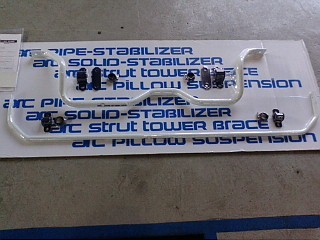 arc PIPE-STABILIZER
arc SOLID-STABILIZER
arc STRUT TOWER BRACE
arc PILLOW SUSPENSION
arc PIPE-STABILIZER
arc SOLID-STABILIZER
arc STRUT TOWER BRACE
arc PILLOW SUSPENSION